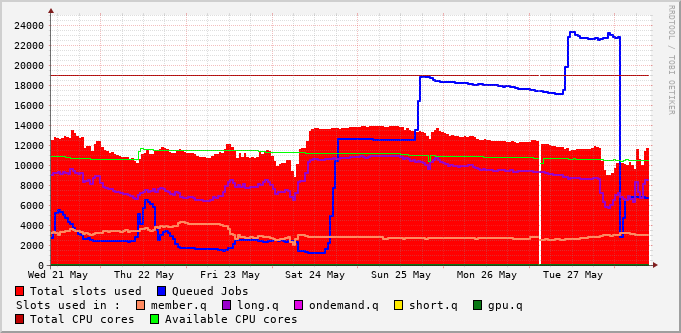 24000
22000
20000
18000
16000
14000
12000
10000
8000
6000
4000
2000
0
Wed 21 May Thu 22 May Fri 23 May Sat 24 May Sun 25 May Mon 26 May Tue 27 May
Total slots used Queued Jobs
Slots used in : member.q long.q ondemand.q short.q gpu.q
Total CPU cores Available CPU cores
RRDTOOL / TOBI OETIKER